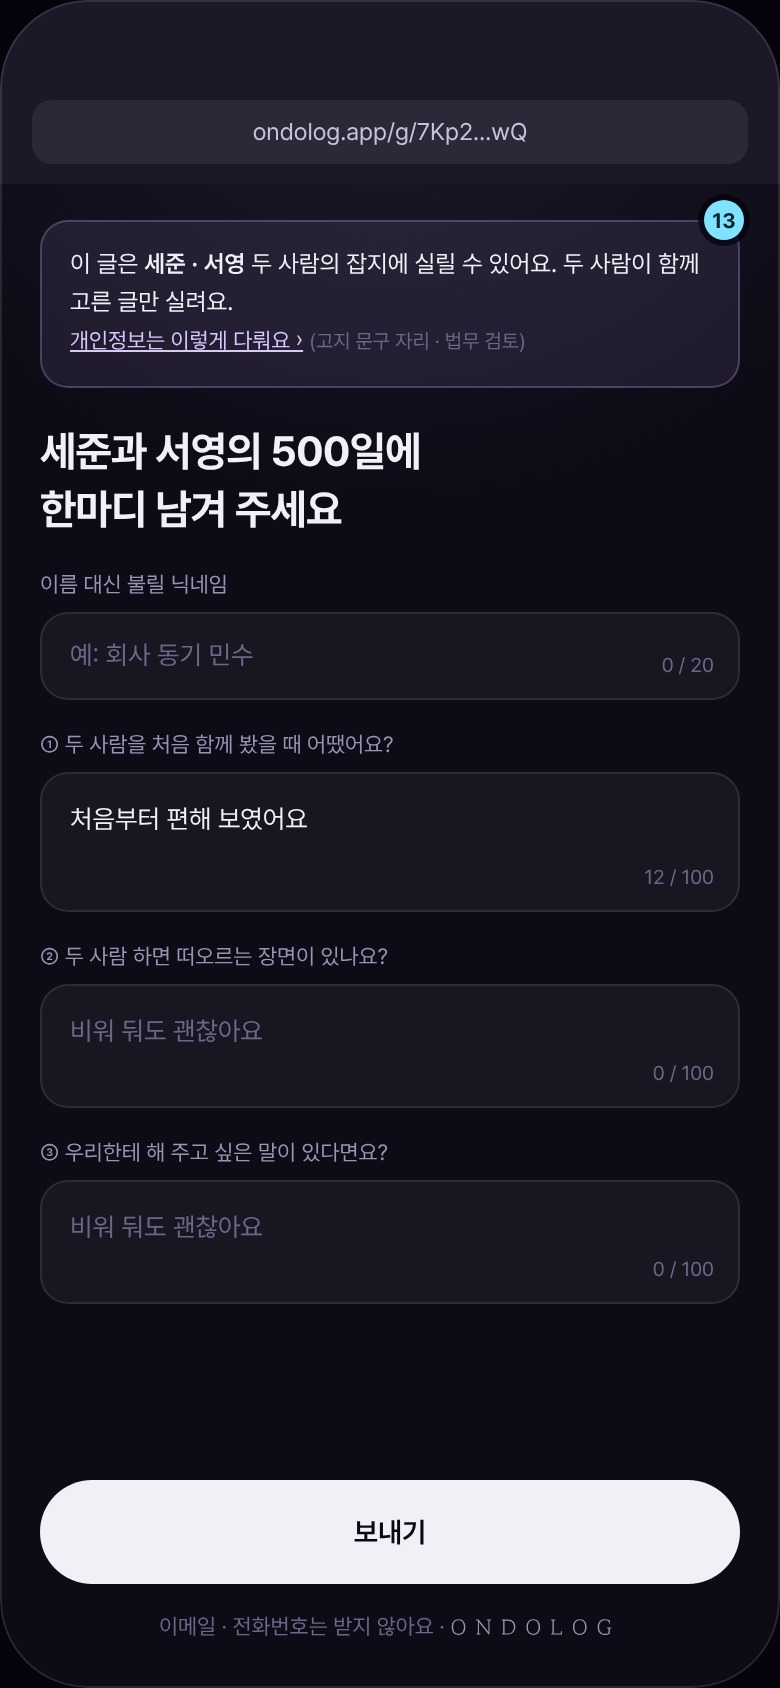 ondolog.app/g/7Kp2...wQ
13
이 글은 세준 · 서영 두 사람의 잡지에 실릴 수 있어요. 두 사람이 함께
고른 글만 실려요.
개인정보는 이렇게 다뤄요 › (고지 문구 자리 · 법무 검토)
세준과 서영의 500일에
한마디 남겨 주세요
이름 대신 불릴 닉네임
예: 회사 동기 민수
0 / 20
① 두 사람을 처음 함께 봤을 때 어땠어요?
처음부터 편해 보였어요
12 / 100
② 두 사람 하면 떠오르는 장면이 있나요?
비워 둬도 괜찮아요
0 / 100
③ 우리한테 해 주고 싶은 말이 있다면요?
비워 둬도 괜찮아요
0 / 100
보내기
이메일 · 전화번호는 받지 않아요 · ONDOLOG